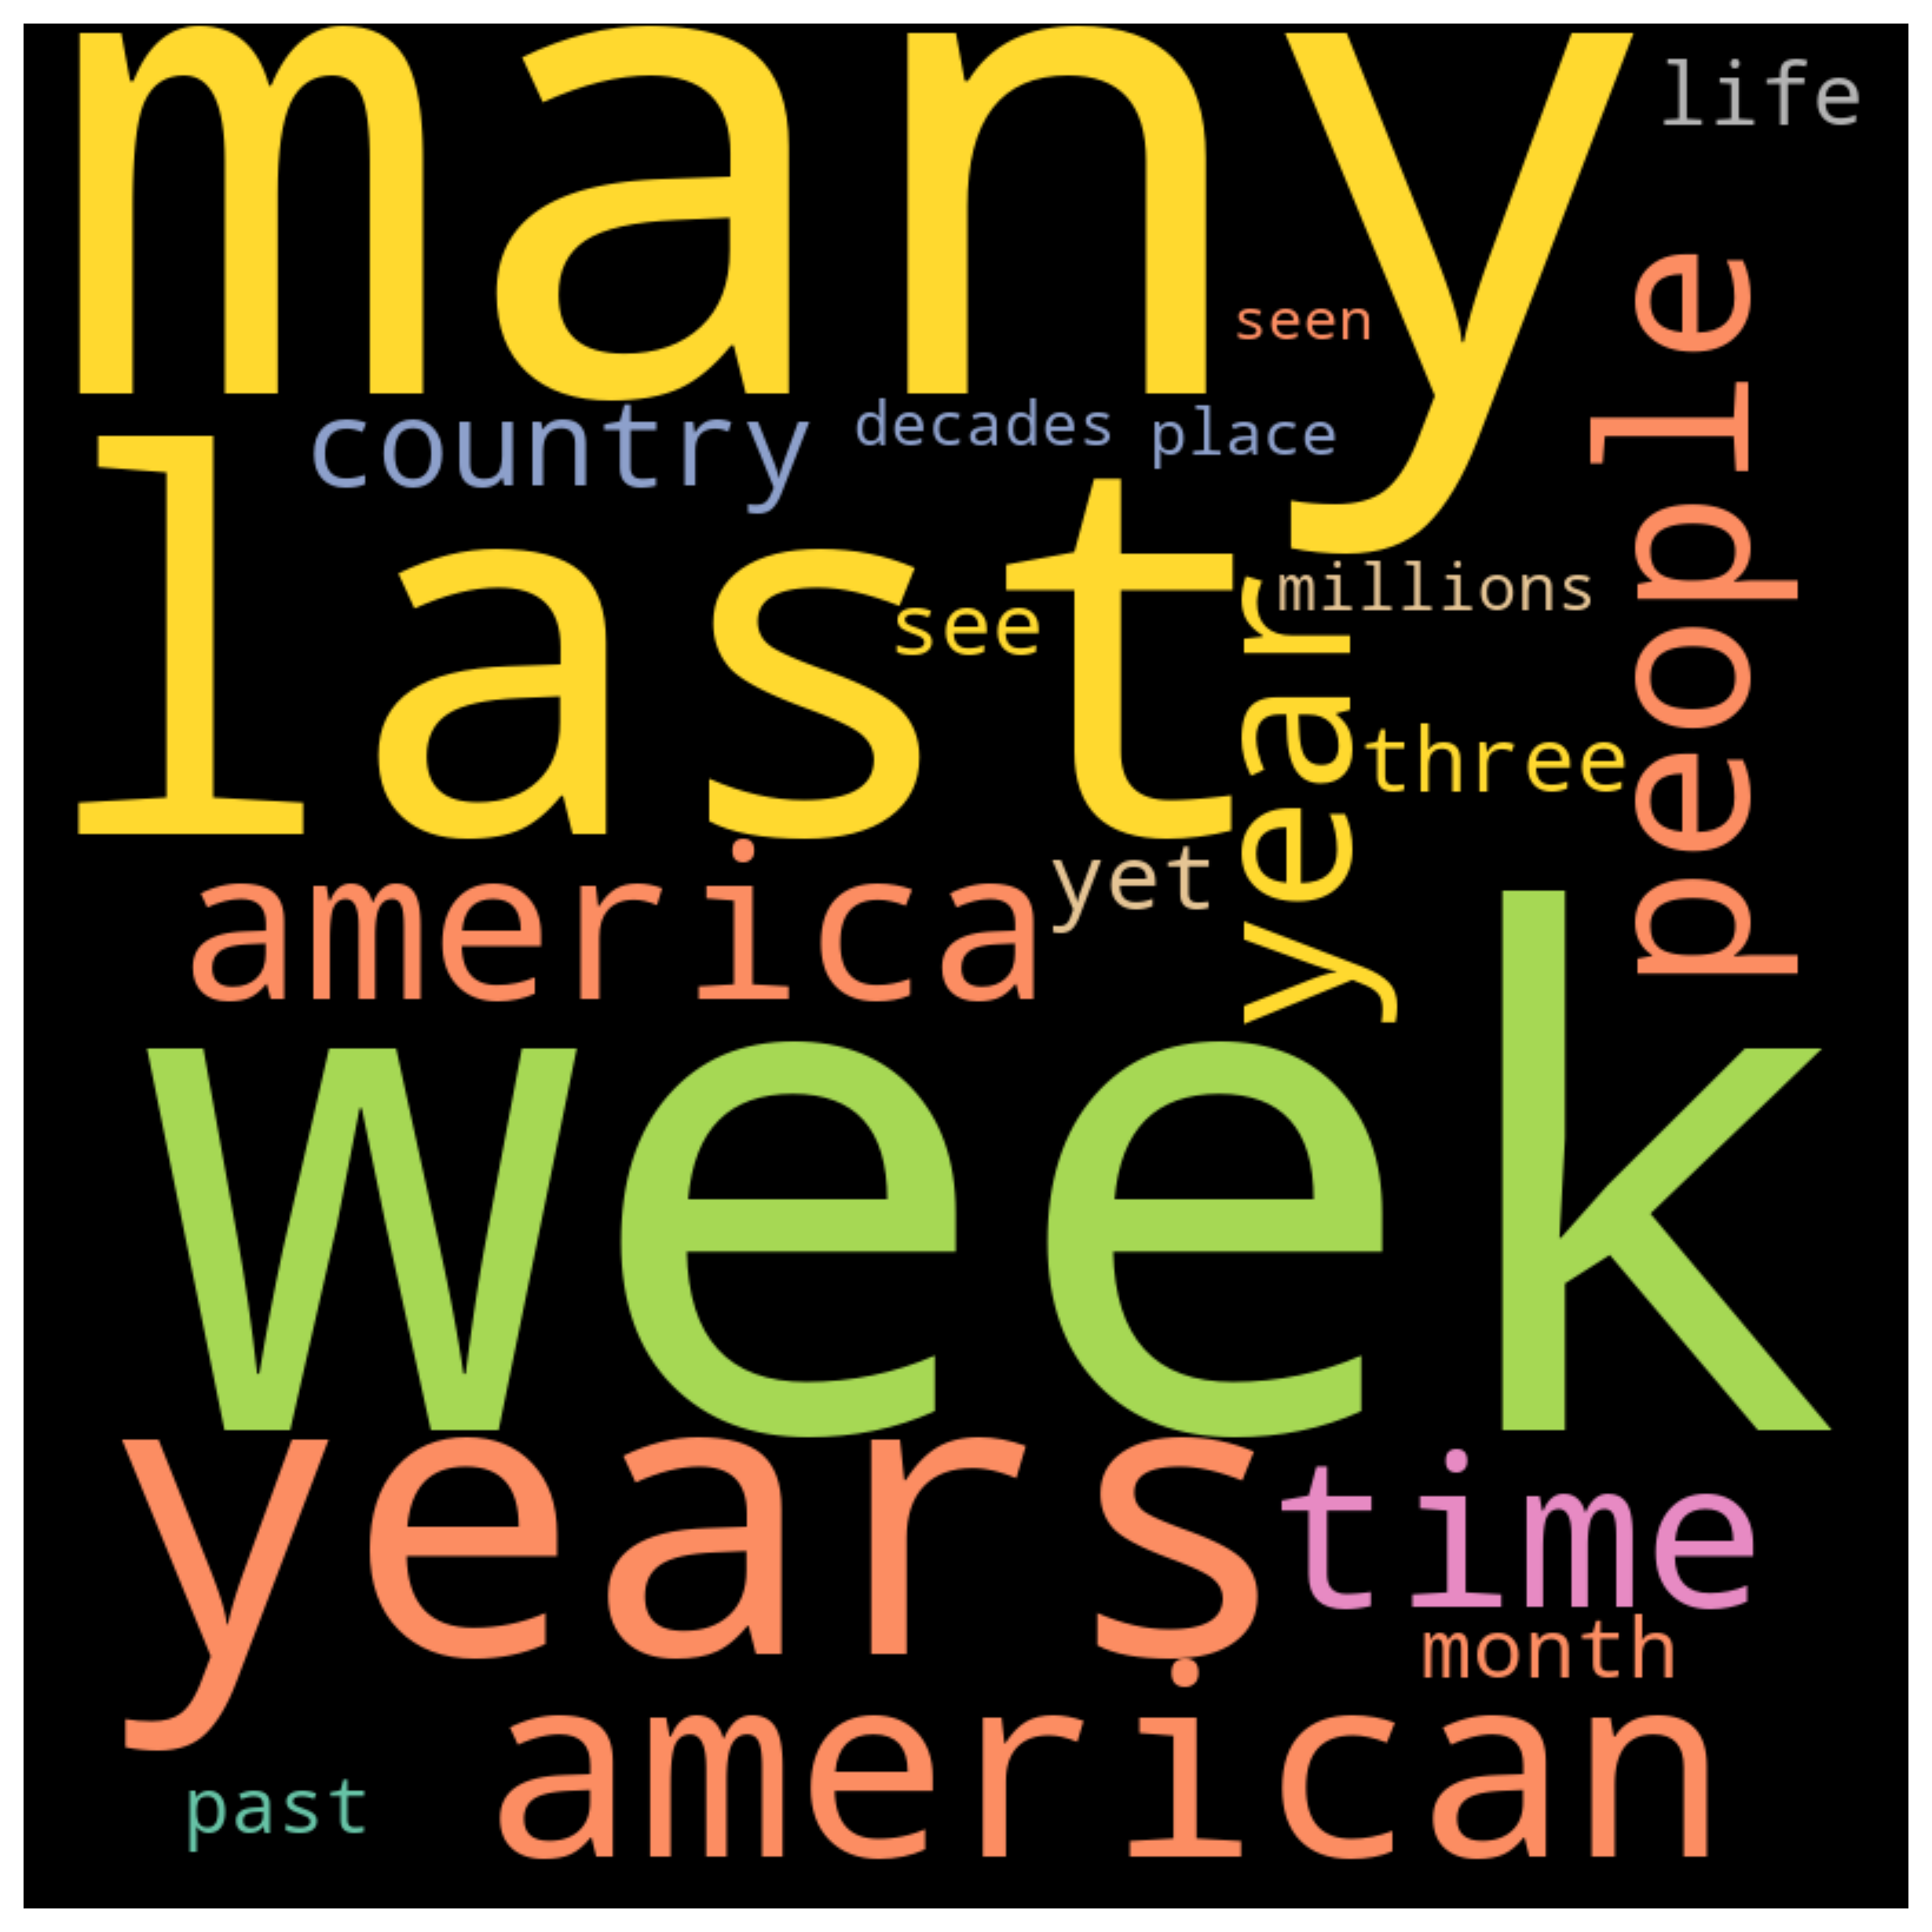 many
life
seen
people
country
decades
place
last
see
millions
year
three
america
yet
week
years
time
month
american
past